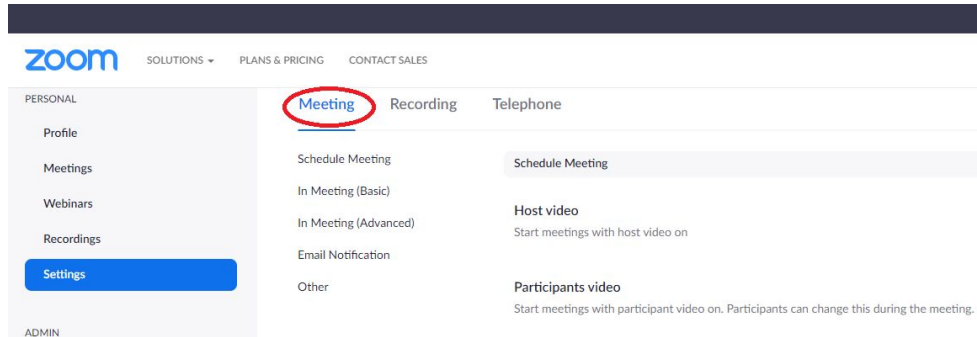 zoom SOLUTIONS PLANS & PRICING CONTACT SALES
PERSONAL
Profile
Meetings
Webinars
Recordings
Settings
ADMIN
Meeting Recording Telephone
Schedule Meeting
In Meeting (Basic)
In Meeting (Advanced)
Email Notification
Other
Schedule Meeting
Host video
Start meetings with host video on
Participants video
Start meetings with participant video on. Participants can change this during the meeting.